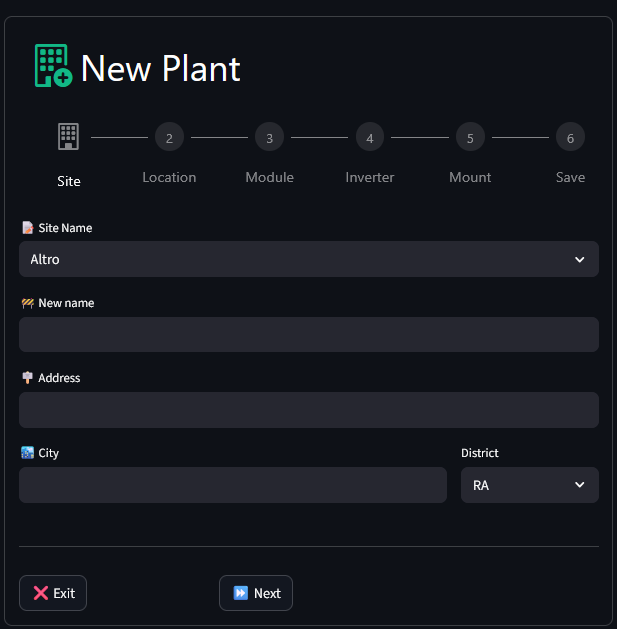 New Plant
2 3 4 5 6
Site Location Module Inverter Mount Save
Site Name
Altro
New name
Address
City District
RA
Exit Next